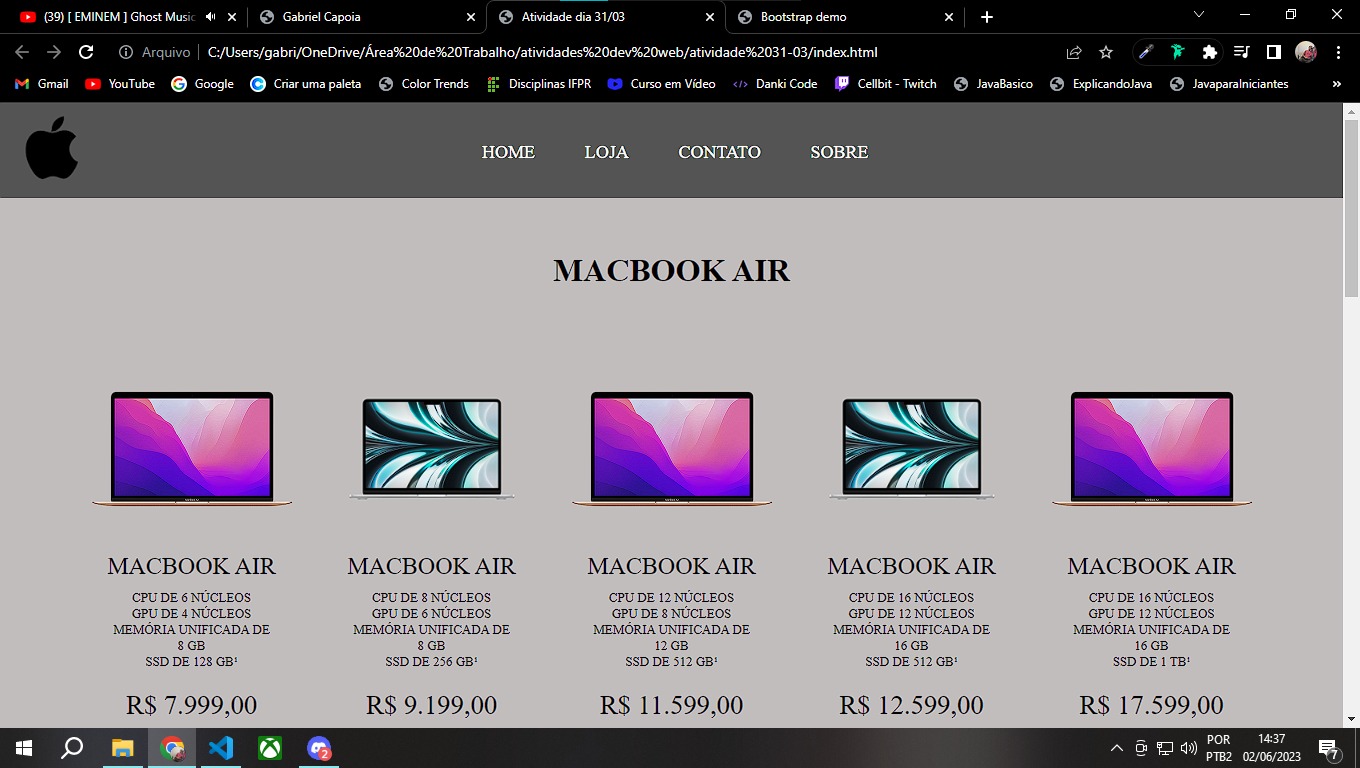 (39) [ EMINEM ] Ghost Music
Gabriel Capoia
Atividade dia 31/03
Bootstrap demo
Arquivo
C:/Users/gabri/OneDrive/Área%20de%20Trabalho/atividades%20dev%20web/atividade%2031-03/index.html
Gmail
YouTube
Google
Criar uma paleta
Color Trends
Disciplinas IFPR
Curso em Vídeo
Danki Code
Cellbit - Twitch
JavaBasico
ExplicandoJava
JavaparaIniciantes
»
HOME
LOJA
CONTATO
SOBRE
MACBOOK AIR
MACBOOK AIR
CPU DE 6 NÚCLEOS
GPU DE 4 NÚCLEOS
MEMÓRIA UNIFICADA DE
8 GB
SSD DE 128 GB¹
R$ 7.999,00
MACBOOK AIR
CPU DE 8 NÚCLEOS
GPU DE 6 NÚCLEOS
MEMÓRIA UNIFICADA DE
8 GB
SSD DE 256 GB¹
R$ 9.199,00
MACBOOK AIR
CPU DE 12 NÚCLEOS
GPU DE 8 NÚCLEOS
MEMÓRIA UNIFICADA DE
12 GB
SSD DE 512 GB¹
R$ 11.599,00
MACBOOK AIR
CPU DE 16 NÚCLEOS
GPU DE 12 NÚCLEOS
MEMÓRIA UNIFICADA DE
16 GB
SSD DE 512 GB¹
R$ 12.599,00
MACBOOK AIR
CPU DE 16 NÚCLEOS
GPU DE 12 NÚCLEOS
MEMÓRIA UNIFICADA DE
16 GB
SSD DE 1 TB¹
R$ 17.599,00
2
POR
PTB2
14:37
02/06/2023
7